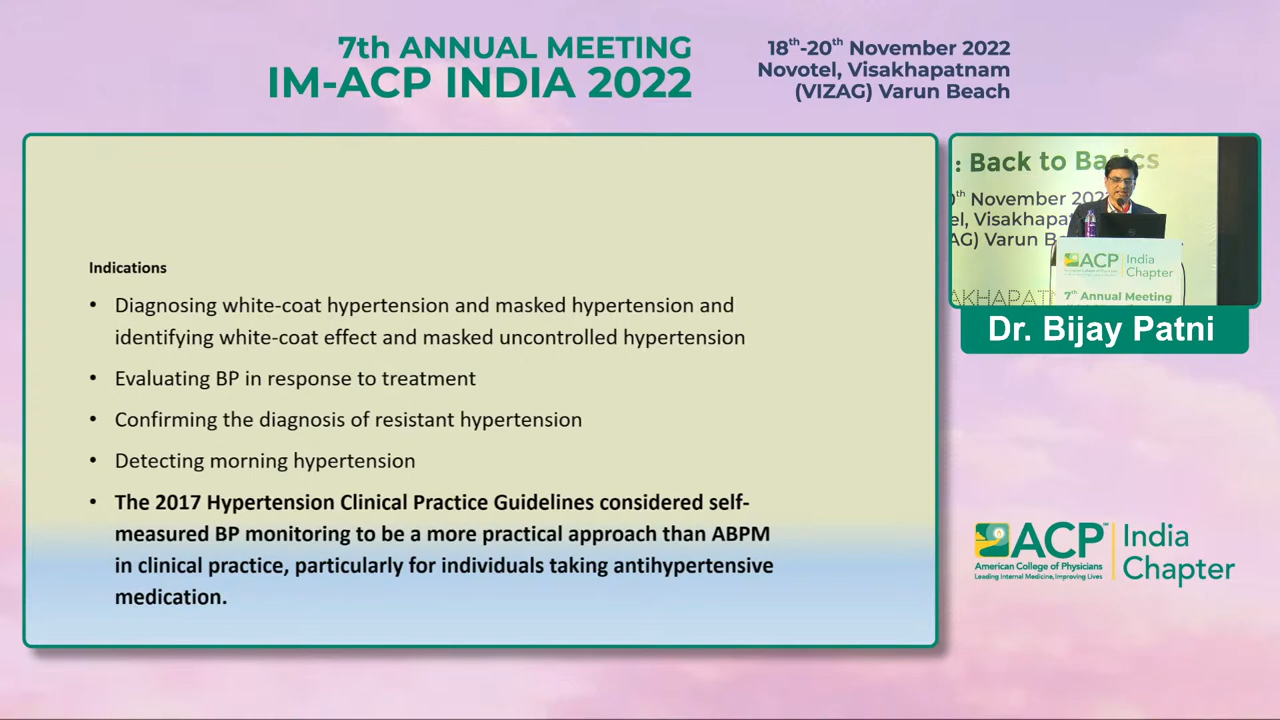 7th ANNUAL MEETING
IM-ACP INDIA 2022
18th-20th November 2022
Novotel, Visakhapatnam
(VIZAG) Varun Beach
Indications
• Diagnosing white-coat hypertension and masked hypertension and
identifying white-coat effect and masked uncontrolled hypertension
• Evaluating BP in response to treatment
• Confirming the diagnosis of resistant hypertension
• Detecting morning hypertension
• The 2017 Hypertension Clinical Practice Guidelines considered self-
measured BP monitoring to be a more practical approach than ABPM
in clinical practice, particularly for individuals taking antihypertensive
medication.
: Back to Basics
th November 202
el, Visakhapat
AG) Varun B
AKHAPAT
ACP India
Chapter
7th Annual Meeting
Dr. Bijay Patni
ACP™ India
American College of Physicians Chapter
Leading Internal Medicine, Improving Lives